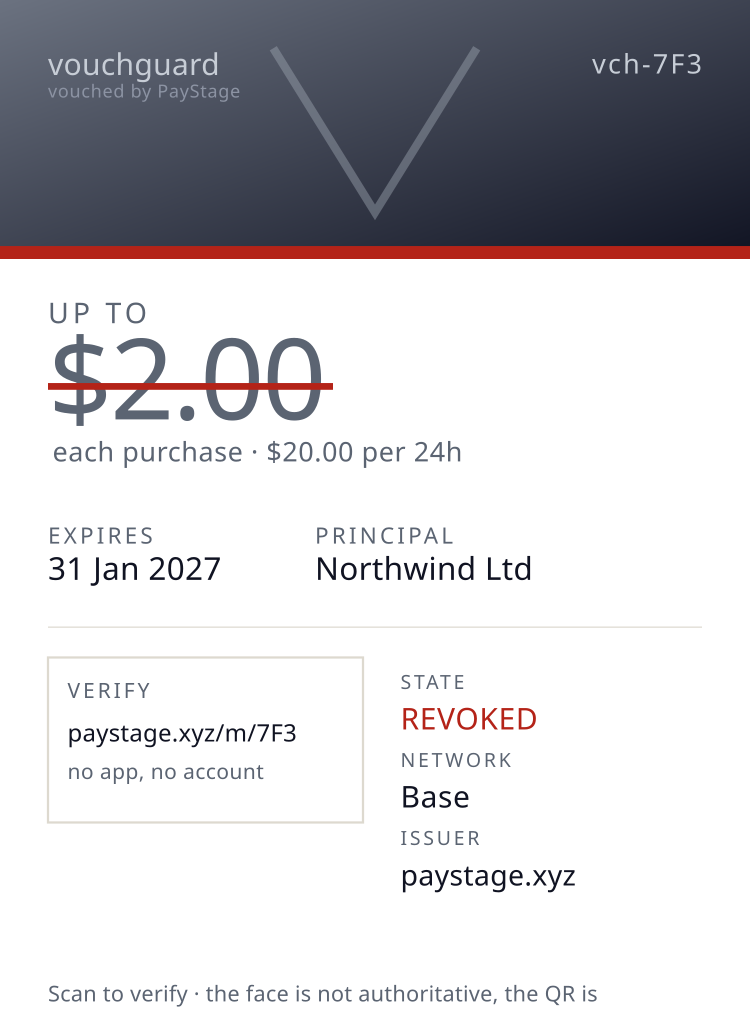 vouchguard
vouched by PayStage
vch-7F3
UP TO
$2.00
each purchase · $20.00 per 24h
EXPIRES
31 Jan 2027
PRINCIPAL
Northwind Ltd
VERIFY
paystage.xyz/m/7F3
no app, no account
STATE
REVOKED
NETWORK
Base
ISSUER
paystage.xyz
Scan to verify · the face is not authoritative, the QR is